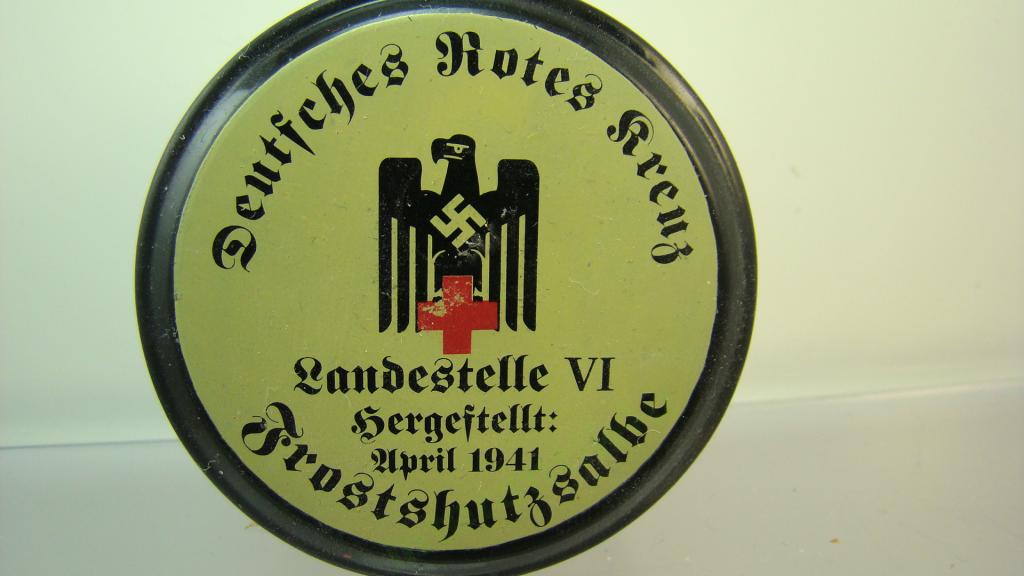 Deutſches Rotes Kreuz
Landestelle VI
Hergeſtellt:
April 1941
Frostshutzsalbe